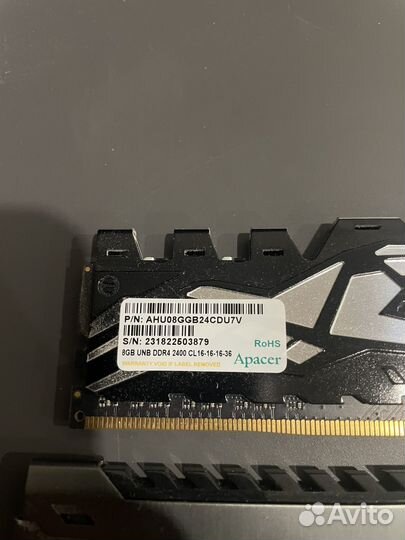 P/N: AHU08GGB24CDU7V
S/N: 231822503879
RoHS
8GB UNB DDR4 2400 CL16-16-16-36
WARRANTY VOID IF LABEL REMOVED
Apacer
Avito